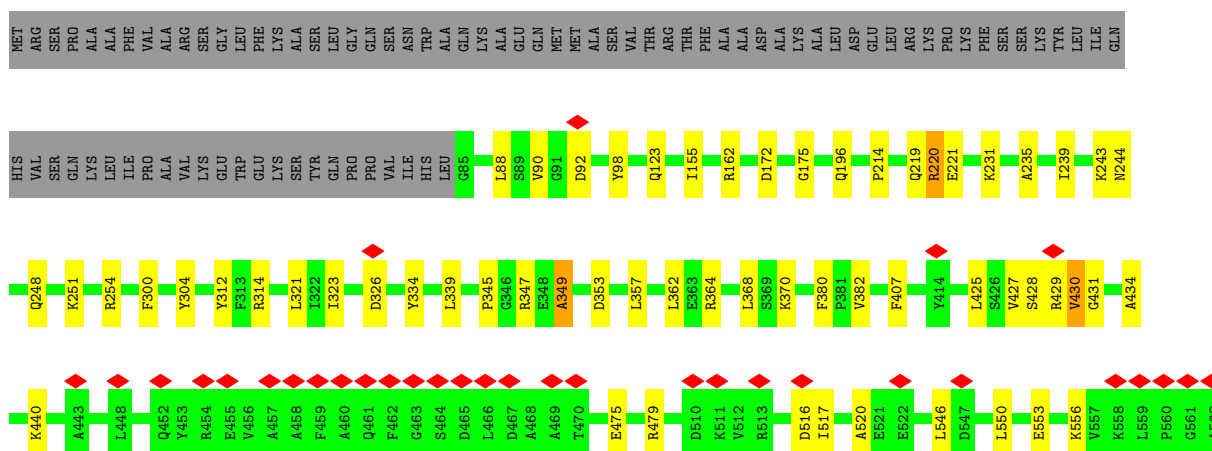 MET ARG SER PRO ALA ALA PHE VAL ALA ARG SER GLY LEU PHE LYS ALA SER LEU GLY GLN SER ASN TRP ALA GLN LYS ALA GLU GLN MET MET ALA SER VAL THR ARG THR PHE ALA ALA ASP ALA LYS ALA LEU ASP GLU LEU ARG LYS PRO LYS PHE SER SER LYS TYR LEU ILE GLN
HIS VAL SER GLN LYS LEU ILE PRO ALA VAL LYS GLU TRP GLU LYS SER TYR GLN PRO PRO VAL ILE HIS LEU G85 L88 S89 V90 G91 D92 Y98 Q123 I155 R162 D172 G175 Q196 P214 Q219 R220 E221 K231 A235 I239 K243 N244
Q248 K251 R254 F300 Y304 Y312 F313 R314 L321 I322 I323 D326 Y334 L339 P345 G346 R347 E348 A349 D353 L357 L362 E363 R364 L368 S369 K370 F380 P381 V382 F407 Y414 L425 S426 V427 S428 R429 V430 G431 A434
K440 A443 L448 Q452 Y453 R454 E455 V456 A457 A458 F459 A460 Q461 F462 G463 S464 D465 L466 D467 A468 A469 T470 E475 R479 D510 K511 V512 R513 D516 I517 A520 E521 E522 L546 D547 L550 E553 K556 V557 K558 L559 P560 G561